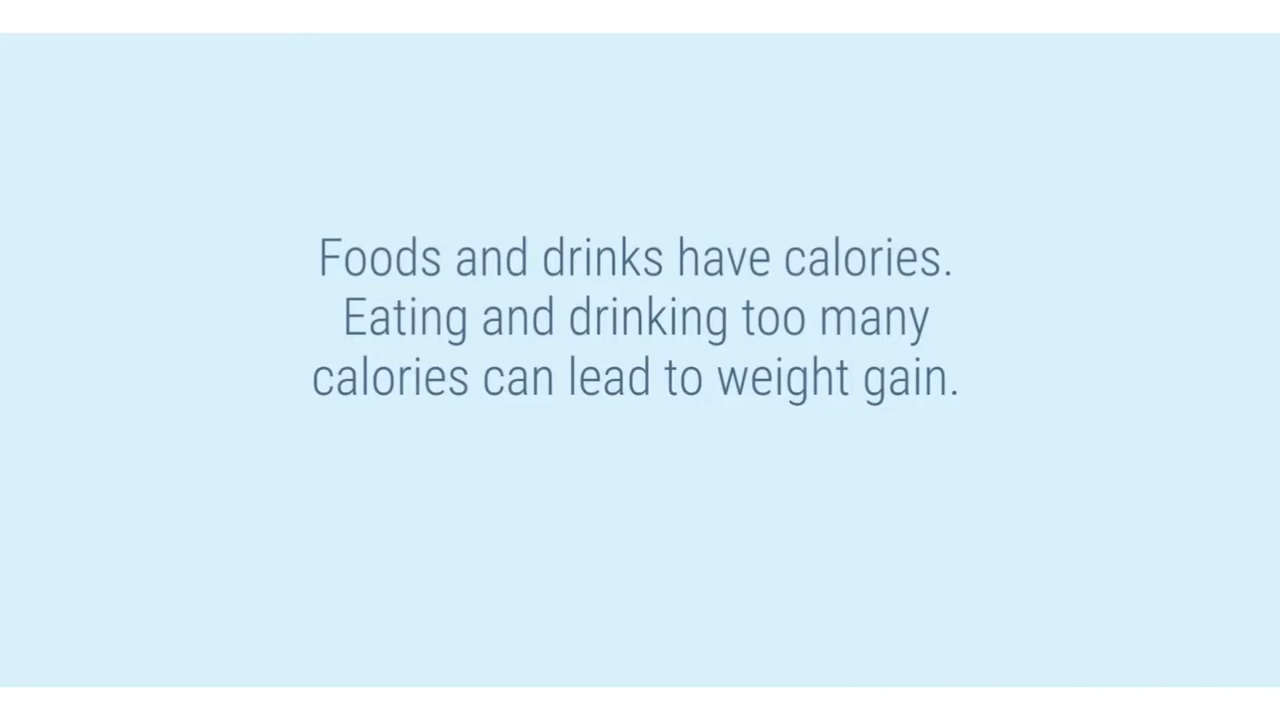 Foods and drinks have calories.
Eating and drinking too many
calories can lead to weight gain.